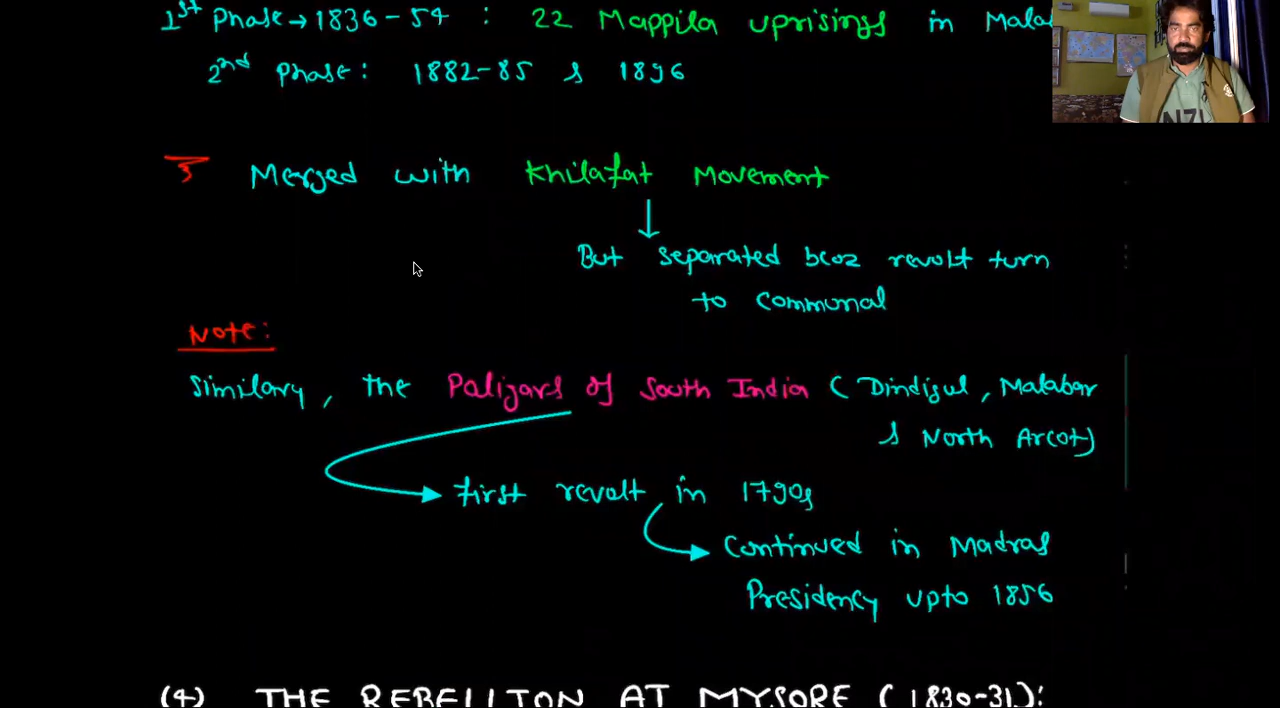 1st Phase → 1836-54 : 22 Mappila uprisings in Mala
2nd Phase : 1882-85 & 1896
Merged with Khilafat Movement
But separated bcoz revolt turn
to communal
Note:
Similary, the Paligars of South India (Dindigul, Malabar
& North Arcot)
first revolt in 1790s
Continued in Madras
Presidency upto 1856
(4) THE REBELLION AT MYSORE (1830-31):